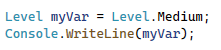 Level myVar = Level.Medium;
Console.WriteLine(myVar);